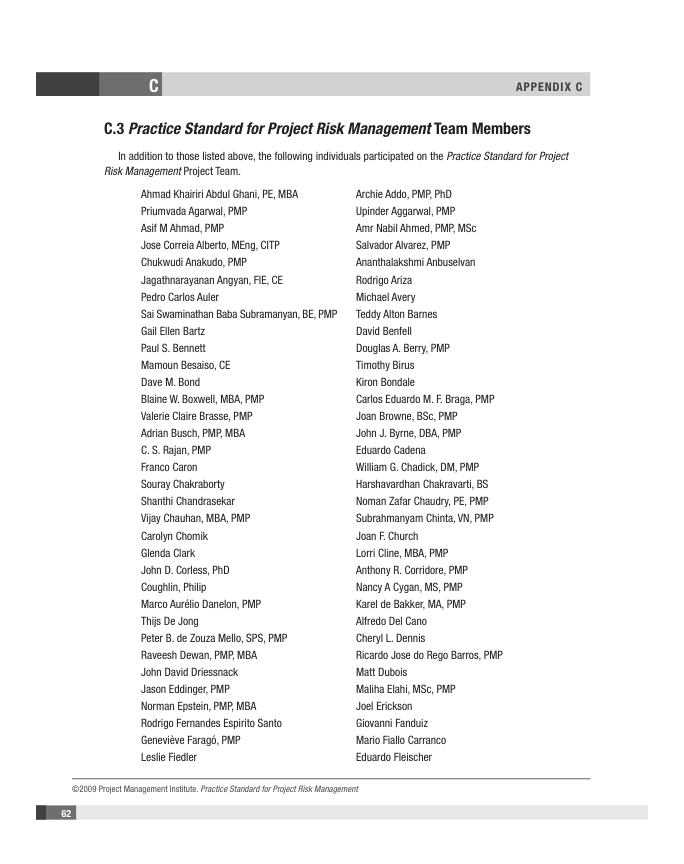 C
APPENDIX C
C.3 Practice Standard for Project Risk Management Team Members
In addition to those listed above, the following individuals participated on the Practice Standard for Project
Risk Management Project Team.
Ahmad Khairiri Abdul Ghani, PE, MBA
Archie Addo, PMP, PhD
Priumvada Agarwal, PMP
Upinder Aggarwal, PMP
Asif M Ahmad, PMP
Amr Nabil Ahmed, PMP, MSc
Jose Correia Alberto, MEng, CITP
Salvador Alvarez, PMP
Chukwudi Anakudo, PMP
Ananthalakshmi Anbuselvan
Jagathnarayanan Angyan, FIE, CE
Rodrigo Ariza
Pedro Carlos Auler
Michael Avery
Sai Swaminathan Baba Subramanyan, BE, PMP
Teddy Alton Barnes
Gail Ellen Bartz
David Benfell
Paul S. Bennett
Douglas A. Berry, PMP
Mamoun Besaiso, CE
Timothy Birus
Dave M. Bond
Kiron Bondale
Blaine W. Boxwell, MBA, PMP
Carlos Eduardo M. F. Braga, PMP
Valerie Claire Brasse, PMP
Joan Browne, BSc, PMP
Adrian Busch, PMP, MBA
John J. Byrne, DBA, PMP
C. S. Rajan, PMP
Eduardo Cadena
Franco Caron
William G. Chadick, DM, PMP
Souray Chakraborty
Harshavardhan Chakravarti, BS
Shanthi Chandrasekar
Noman Zafar Chaudry, PE, PMP
Vijay Chauhan, MBA, PMP
Subrahmanyam Chinta, VN, PMP
Carolyn Chomik
Joan F. Church
Glenda Clark
Lorri Cline, MBA, PMP
John D. Corless, PhD
Anthony R. Corridore, PMP
Coughlin, Philip
Nancy A Cygan, MS, PMP
Marco Aurélio Danelon, PMP
Karel de Bakker, MA, PMP
Thijs De Jong
Alfredo Del Cano
Peter B. de Zouza Mello, SPS, PMP
Cheryl L. Dennis
Raveesh Dewan, PMP, MBA
Ricardo Jose do Rego Barros, PMP
John David Driessnack
Matt Dubois
Jason Eddinger, PMP
Maliha Elahi, MSc, PMP
Norman Epstein, PMP, MBA
Joel Erickson
Rodrigo Fernandes Espirito Santo
Giovanni Fanduiz
Geneviève Faragó, PMP
Mario Fiallo Carranco
Leslie Fiedler
Eduardo Fleischer
©2009 Project Management Institute. Practice Standard for Project Risk Management
62